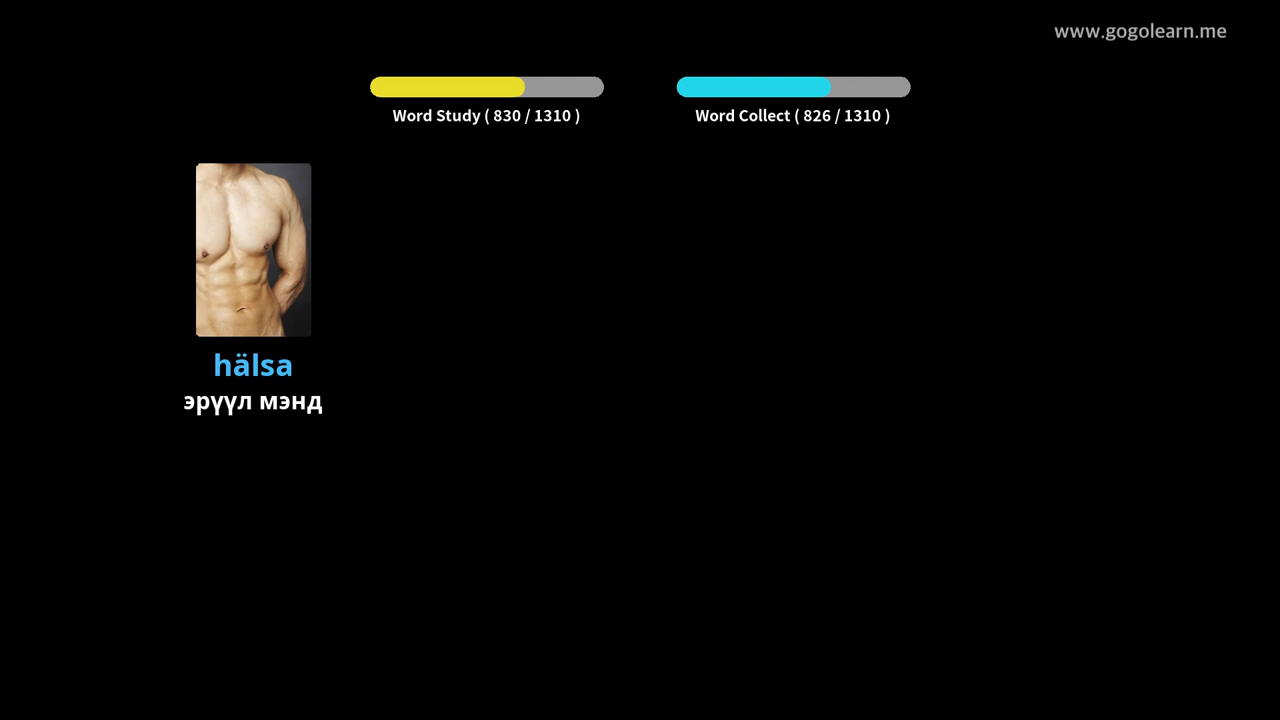 www.gogolearn.me
Word Study ( 830 / 1310 )
Word Collect ( 826 / 1310 )
hälsa
эрүүл мэнд